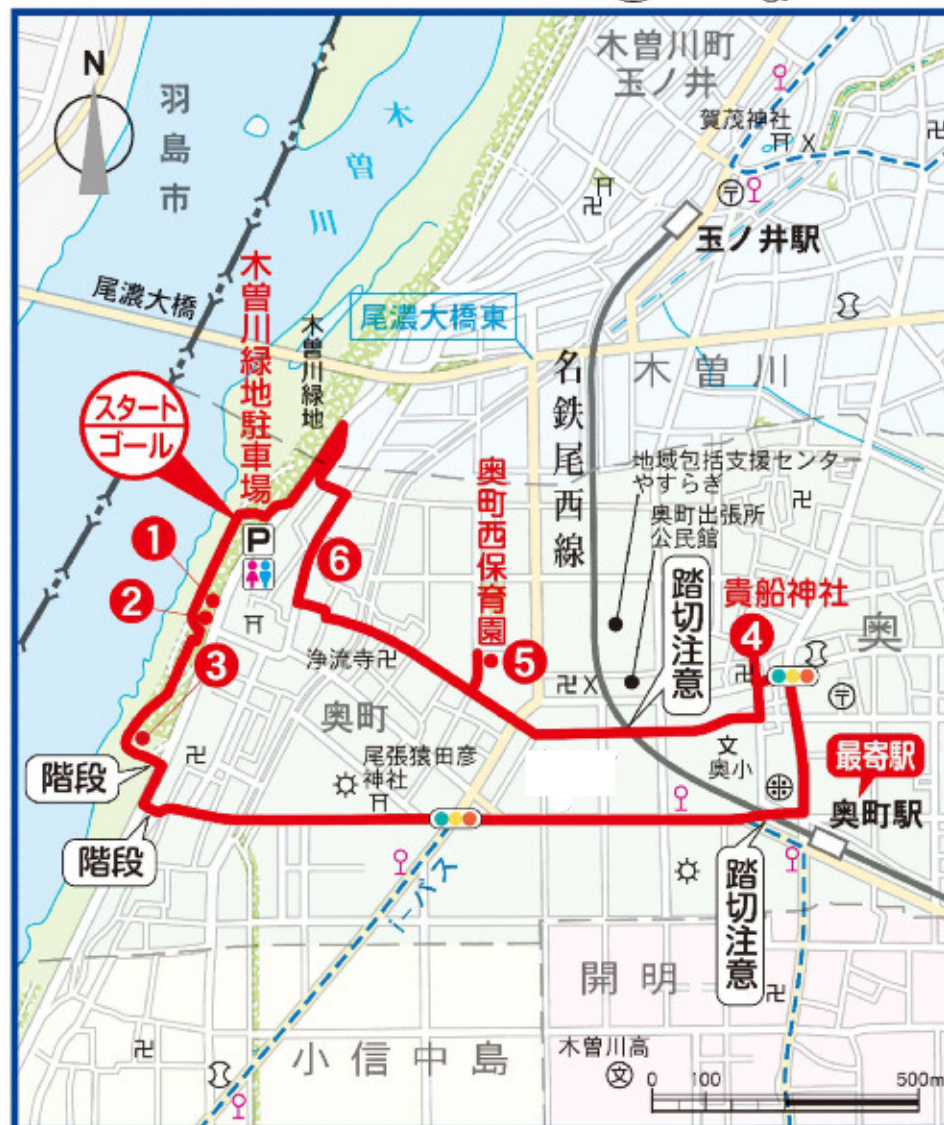 N
羽島市
木曽川
木曽川町
玉ノ井
賀茂神社
玉ノ井駅
尾濃大橋
木曽川緑地駐車場
木曽川緑地
尾濃大橋東
名鉄尾西線
木曽川
スタート
ゴール
地域包括支援センター
やすらぎ
奥町出張所
公民館
奥町西保育園
踏切注意
貴船神社
奥
P
1
2
3
4
5
6
浄流寺
奥町
尾張猿田彦
神社
文
奥小
最寄駅
奥町駅
階段
階段
踏切注意
i-バス
開明
小信中島
木曽川高
文
0 100 500m